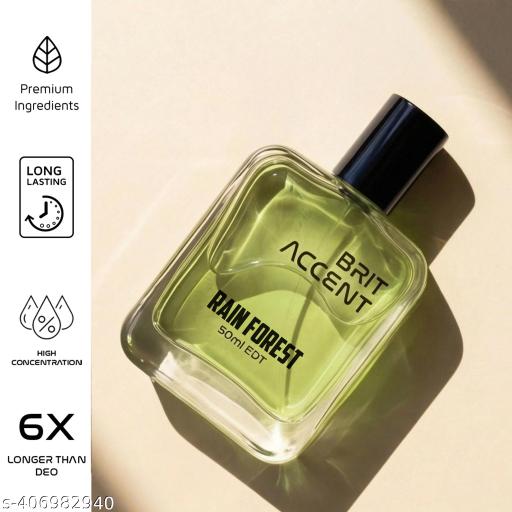 Premium
Ingredients
LONG
LASTING
%
HIGH
CONCENTRATION
6X
LONGER THAN
DEO
BRIT
ACCENT
RAIN FOREST
50ml EDT
s-406982940